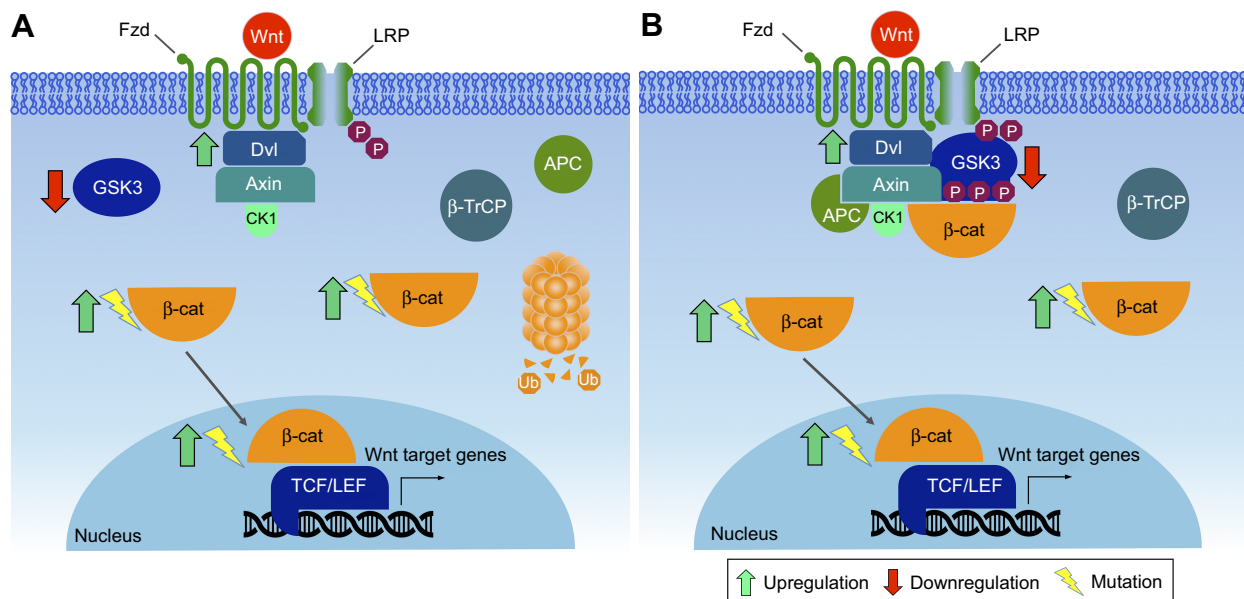 A
Fzd
Wnt
LRP
P
P
Dvl
Axin
CK1
GSK3
APC
β-TrCP
β-cat
β-cat
Ub
Ub
β-cat
Wnt target genes
TCF/LEF
Nucleus
B
Fzd
Wnt
LRP
P P
Dvl
GSK3
Axin
P P P
APC
CK1
β-cat
β-TrCP
β-cat
β-cat
β-cat
Wnt target genes
TCF/LEF
Nucleus
Upregulation Downregulation Mutation